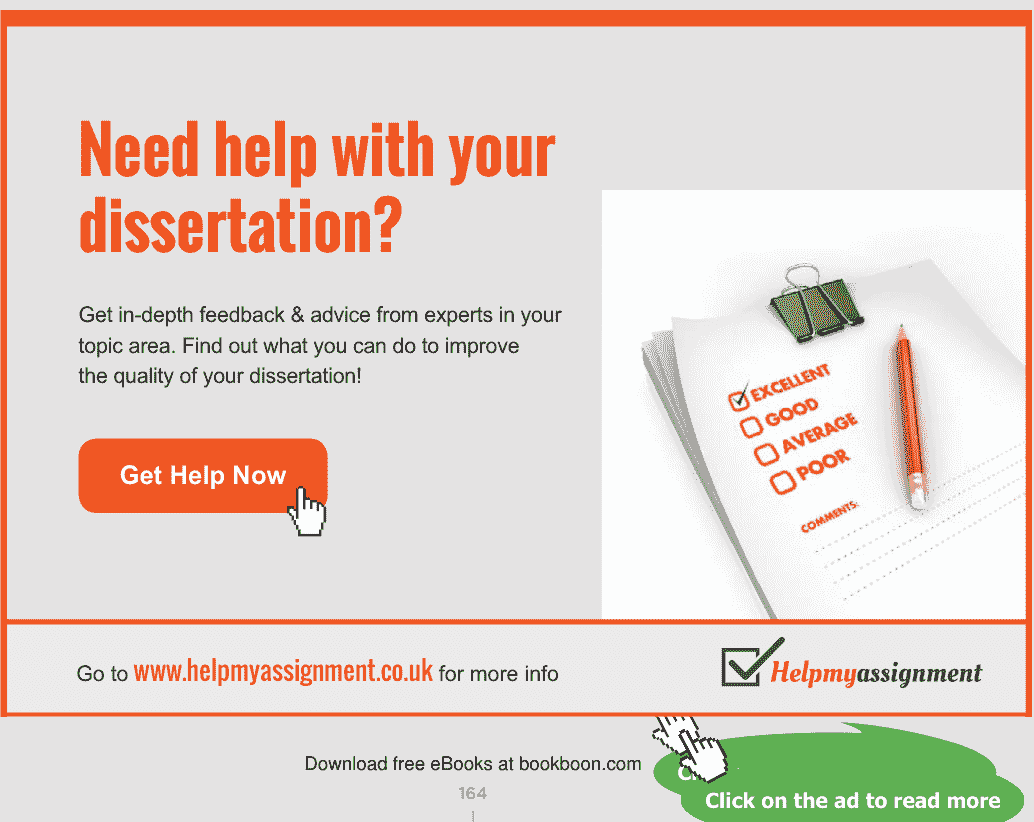 Need help with your
dissertation?
Get in-depth feedback & advice from experts in your
topic area. Find out what you can do to improve
the quality of your dissertation!
Get Help Now
EXCELLENT
GOOD
AVERAGE
POOR
COMMENTS:
Go to www.helpmyassignment.co.uk for more info
Helpmyassignment
Download free eBooks at bookboon.com
Click on the ad to read more
164